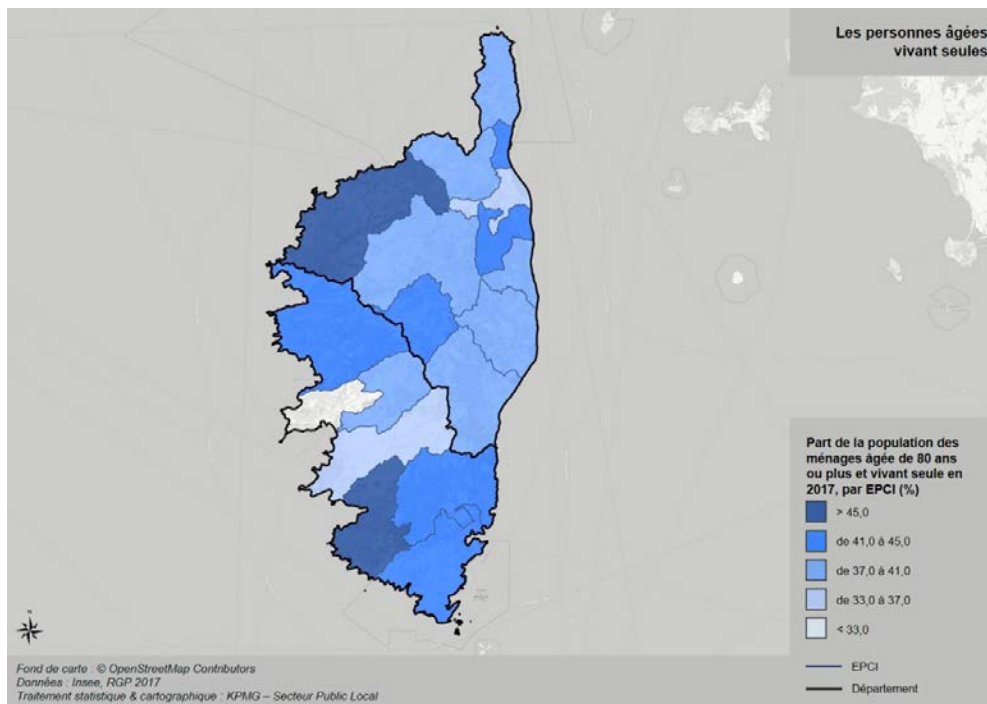 Les personnes âgées
vivant seules
Part de la population des
ménages âgée de 80 ans
ou plus et vivant seule en
2017, par EPCI (%)
> 45,0
de 41,0 à 45,0
de 37,0 à 41,0
de 33,0 à 37,0
< 33,0
EPCI
Département
Fond de carte : © OpenStreetMap Contributors
Données : Insee, RGP 2017
Traitement statistique & cartographique : KPMG – Secteur Public Local